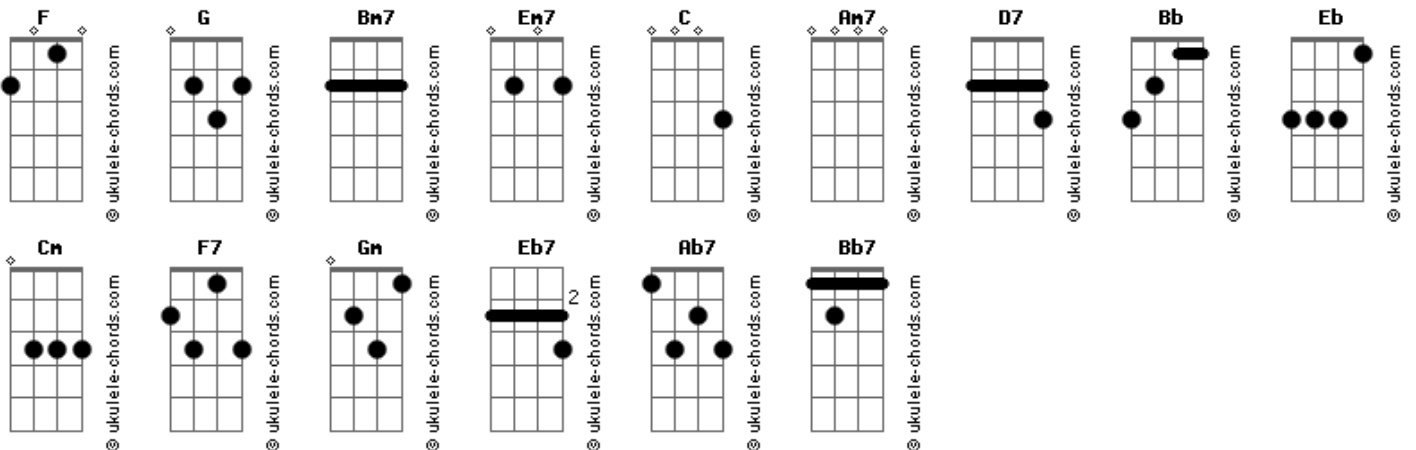 F G Bm7 Em7 C Am7 D7 Bb Eb
© ukulele-chords.com © ukulele-chords.com © ukulele-chords.com © ukulele-chords.com © ukulele-chords.com © ukulele-chords.com © ukulele-chords.com © ukulele-chords.com © ukulele-chords.com
Cm F7 Gm Eb7 Ab7 Bb7
2
© ukulele-chords.com © ukulele-chords.com © ukulele-chords.com © ukulele-chords.com © ukulele-chords.com © ukulele-chords.com